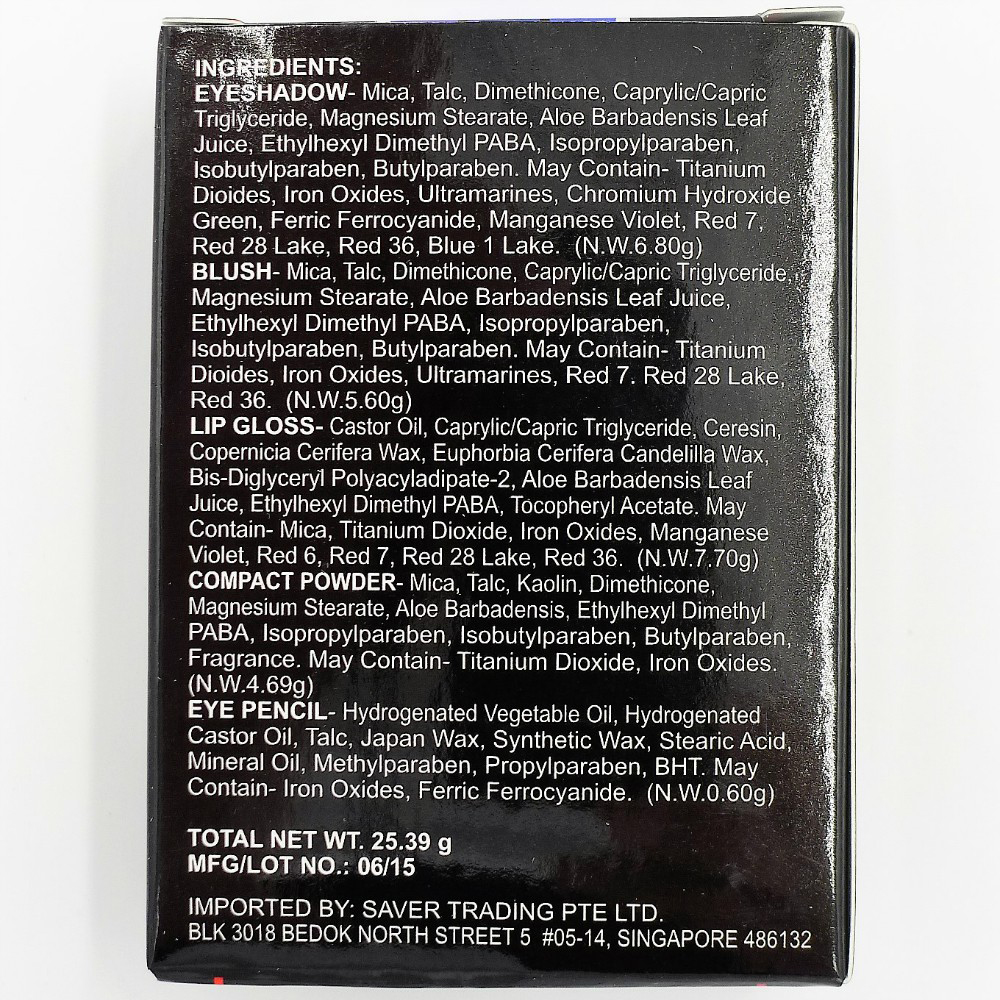 INGREDIENTS:
EYESHADOW- Mica, Talc, Dimethicone, Caprylic/Capric
Triglyceride, Magnesium Stearate, Aloe Barbadensis Leaf
Juice, Ethylhexyl Dimethyl PABA, Isopropylparaben,
Isobutylparaben, Butylparaben. May Contain- Titanium
Dioides, Iron Oxides, Ultramarines, Chromium Hydroxide
Green, Ferric Ferrocyanide, Manganese Violet, Red 7,
Red 28 Lake, Red 36, Blue 1 Lake. (N.W.6.80g)
BLUSH- Mica, Talc, Dimethicone, Caprylic/Capric Triglyceride,
Magnesium Stearate, Aloe Barbadensis Leaf Juice,
Ethylhexyl Dimethyl PABA, Isopropylparaben,
Isobutylparaben, Butylparaben. May Contain- Titanium
Dioides, Iron Oxides, Ultramarines, Red 7. Red 28 Lake,
Red 36. (N.W.5.60g)
LIP GLOSS- Castor Oil, Caprylic/Capric Triglyceride, Ceresin,
Copernicia Cerifera Wax, Euphorbia Cerifera Candelilla Wax,
Bis-Diglyceryl Polyacyladipate-2, Aloe Barbadensis Leaf
Juice, Ethylhexyl Dimethyl PABA, Tocopheryl Acetate. May
Contain- Mica, Titanium Dioxide, Iron Oxides, Manganese
Violet, Red 6, Red 7, Red 28 Lake, Red 36. (N.W.7.70g)
COMPACT POWDER- Mica, Talc, Kaolin, Dimethicone,
Magnesium Stearate, Aloe Barbadensis, Ethylhexyl Dimethyl
PABA, Isopropylparaben, Isobutylparaben, Butylparaben,
Fragrance. May Contain- Titanium Dioxide, Iron Oxides.
(N.W.4.69g)
EYE PENCIL- Hydrogenated Vegetable Oil, Hydrogenated
Castor Oil, Talc, Japan Wax, Synthetic Wax, Stearic Acid,
Mineral Oil, Methylparaben, Propylparaben, BHT. May
Contain- Iron Oxides, Ferric Ferrocyanide. (N.W.0.60g)
TOTAL NET WT. 25.39 g
MFG/LOT NO.: 06/15
IMPORTED BY: SAVER TRADING PTE LTD.
BLK 3018 BEDOK NORTH STREET 5 #05-14, SINGAPORE 486132